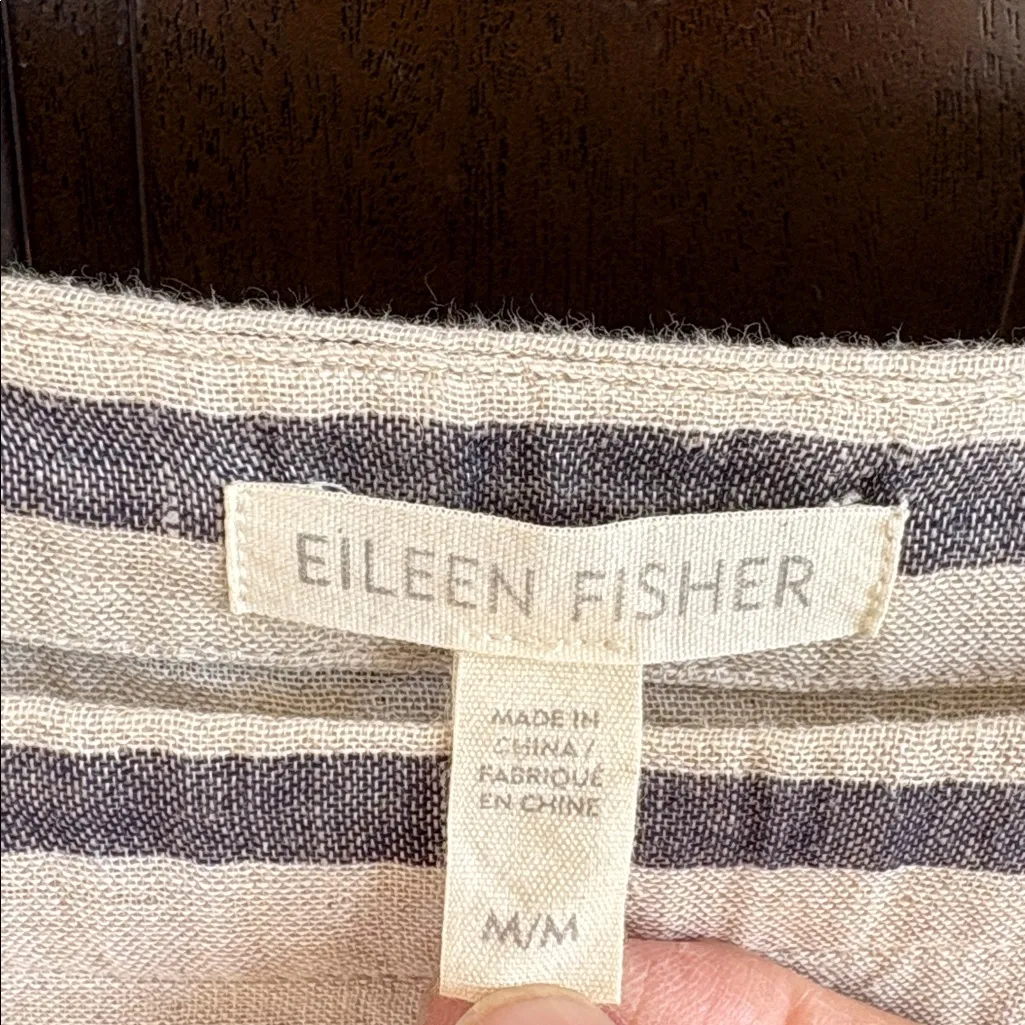 EILEEN FISHER
MADE IN
CHINA/
FABRIQUÉ
EN CHINE
M/M